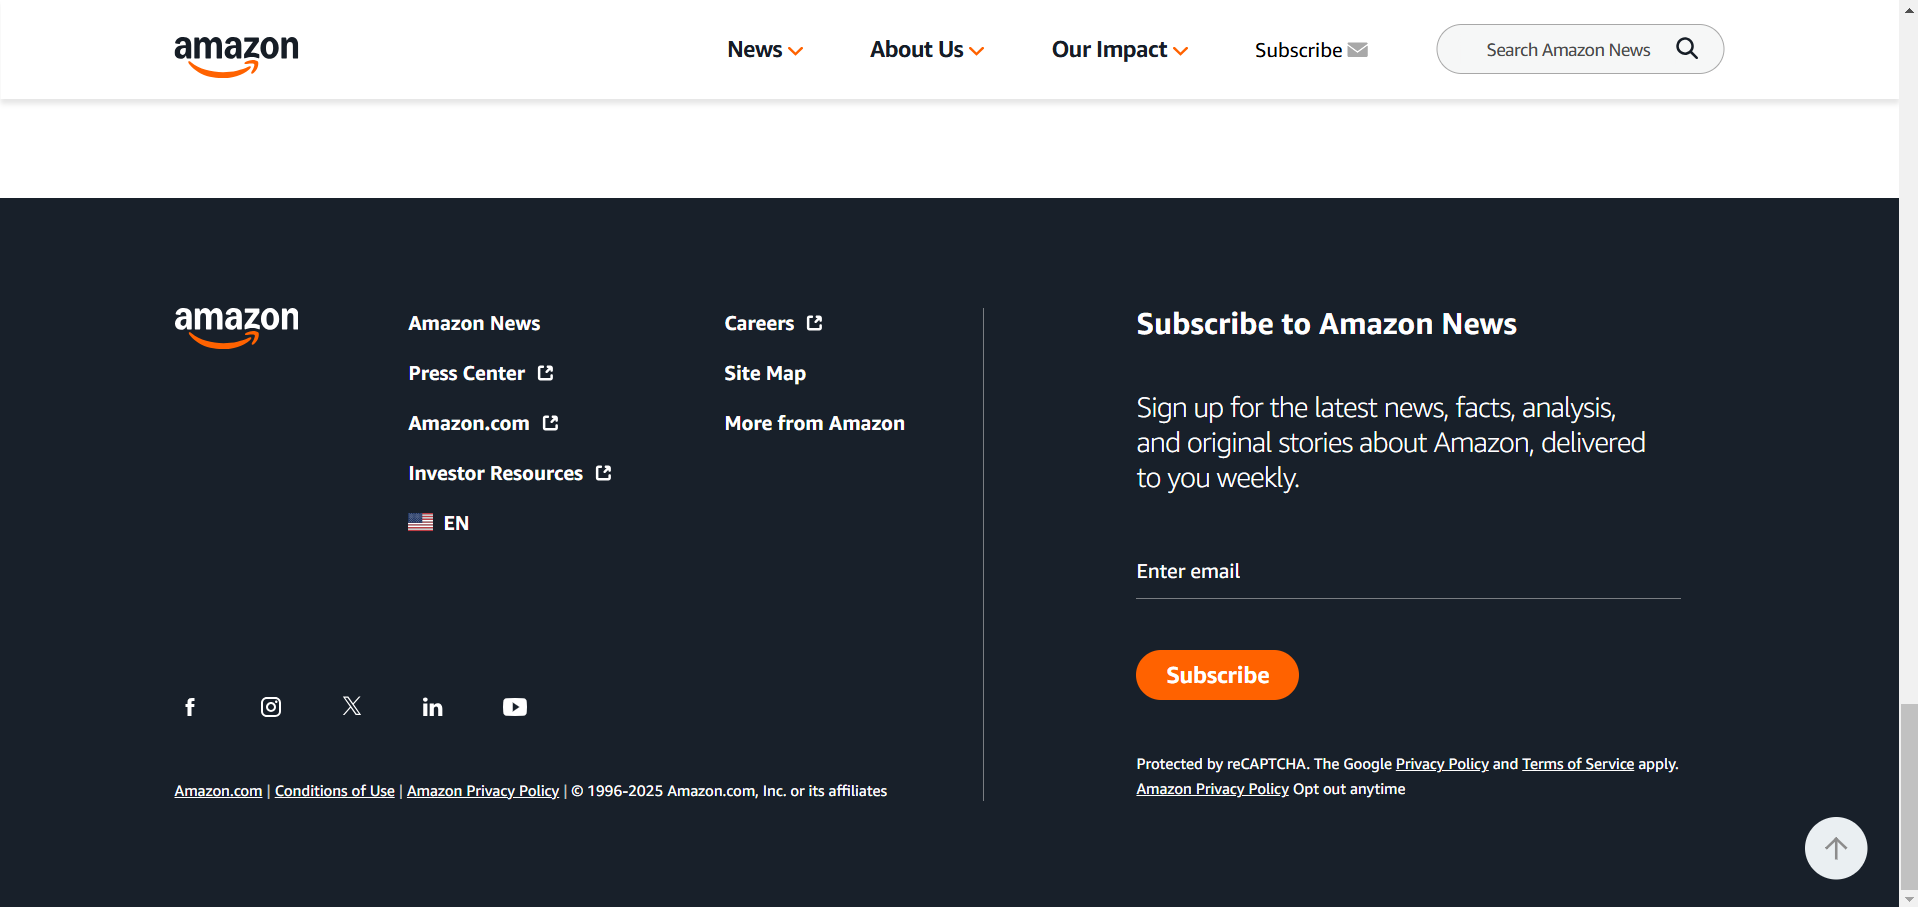 amazon
News
About Us
Our Impact
Subscribe
Search Amazon News
amazon
Amazon News
Press Center
Amazon.com
Investor Resources
EN
Careers
Site Map
More from Amazon
Amazon.com | Conditions of Use | Amazon Privacy Policy | © 1996-2025 Amazon.com, Inc. or its affiliates
Subscribe to Amazon News
Sign up for the latest news, facts, analysis,
and original stories about Amazon, delivered
to you weekly.
Enter email
Subscribe
Protected by reCAPTCHA. The Google Privacy Policy and Terms of Service apply.
Amazon Privacy Policy Opt out anytime